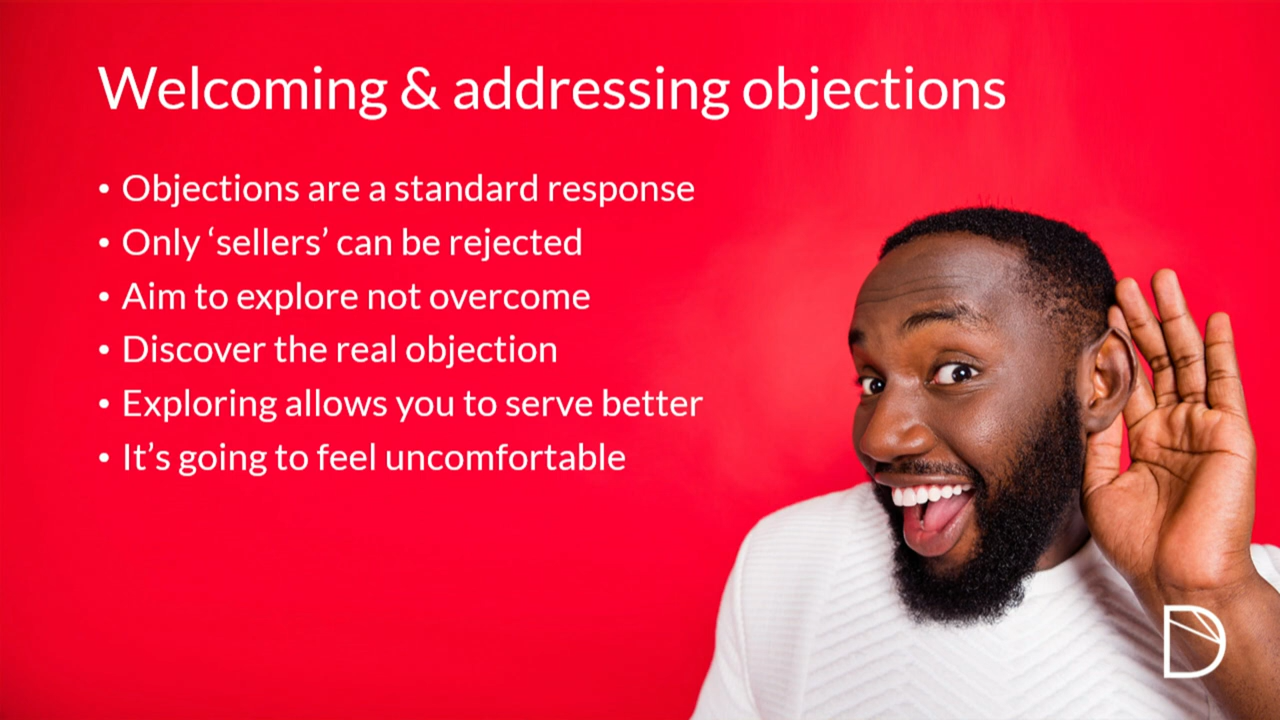 Welcoming & addressing objections
• Objections are a standard response
• Only ‘sellers’ can be rejected
• Aim to explore not overcome
• Discover the real objection
• Exploring allows you to serve better
• It’s going to feel uncomfortable
D